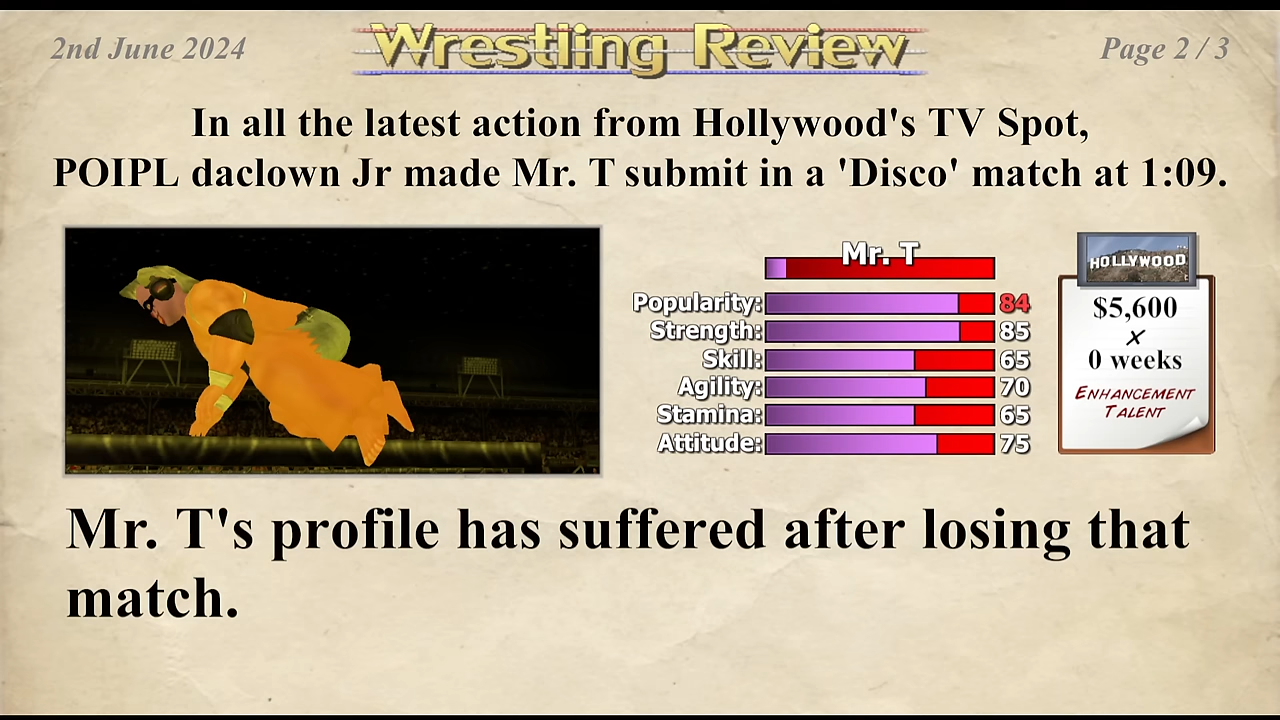 2nd June 2024
Wrestling Review
Page 2 / 3
In all the latest action from Hollywood's TV Spot,
POIPL daclown Jr made Mr. T submit in a 'Disco' match at 1:09.
Mr. T
Popularity: 84
Strength: 85
Skill: 65
Agility: 70
Stamina: 65
Attitude: 75
HOLLYWOOD
$5,600
x
0 weeks
ENHANCEMENT
TALENT
Mr. T's profile has suffered after losing that
match.